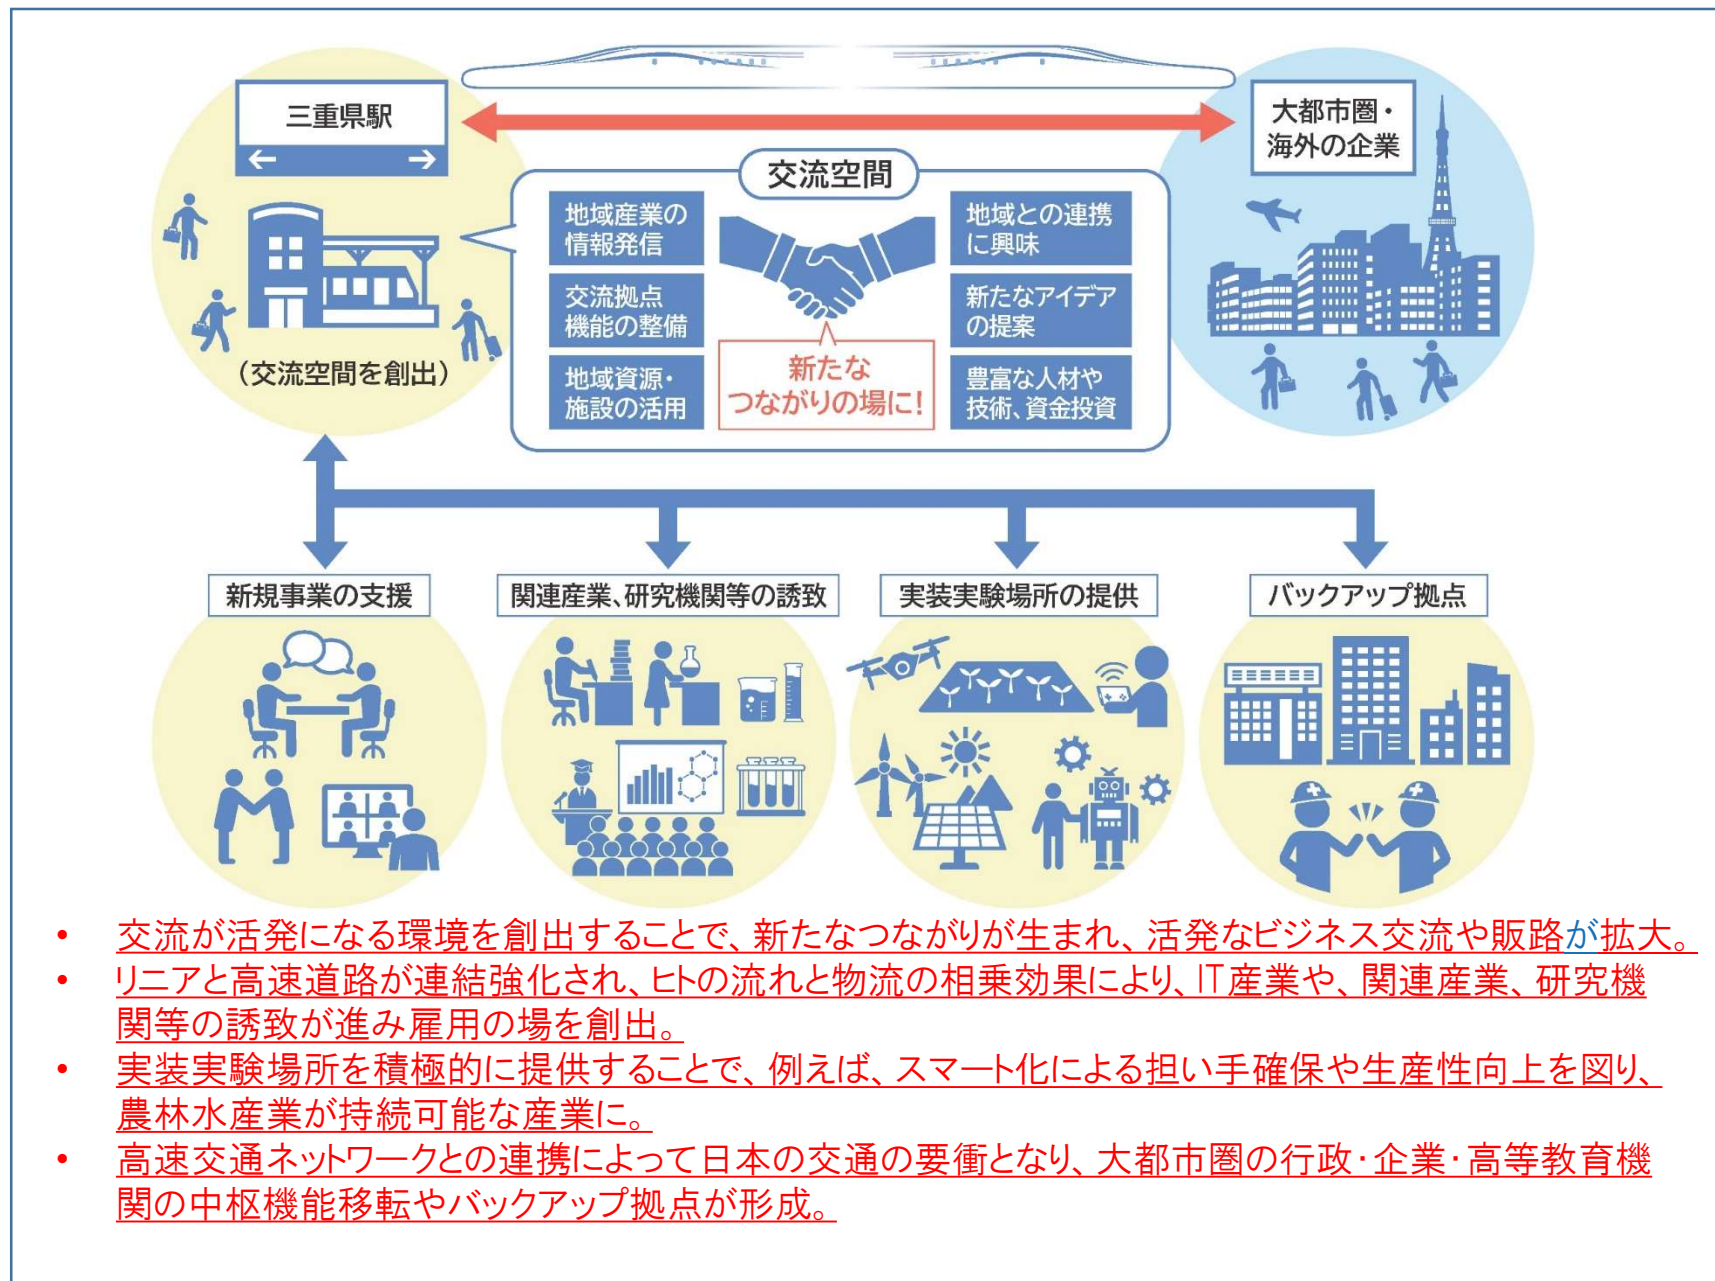 三重県駅
大都市圏・
海外の企業
交流空間
地域産業の
情報発信
交流拠点
機能の整備
地域資源・
施設の活用
地域との連携
に興味
新たなアイデア
の提案
豊富な人材や
技術、資金投資
新たな
つながりの場に!
（交流空間を創出）
新規事業の支援
関連産業、研究機関等の誘致
実装実験場所の提供
バックアップ拠点
• 交流が活発になる環境を創出することで、新たなつながりが生まれ、活発なビジネス交流や販路が拡大。
• リニアと高速道路が連結強化され、ヒトの流れと物流の相乗効果により、IT産業や、関連産業、研究機
関等の誘致が進み雇用の場を創出。
• 実装実験場所を積極的に提供することで、例えば、スマート化による担い手確保や生産性向上を図り、
農林水産業が持続可能な産業に。
• 高速交通ネットワークとの連携によって日本の交通の要衝となり、大都市圏の行政・企業・高等教育機
関の中枢機能移転やバックアップ拠点が形成。